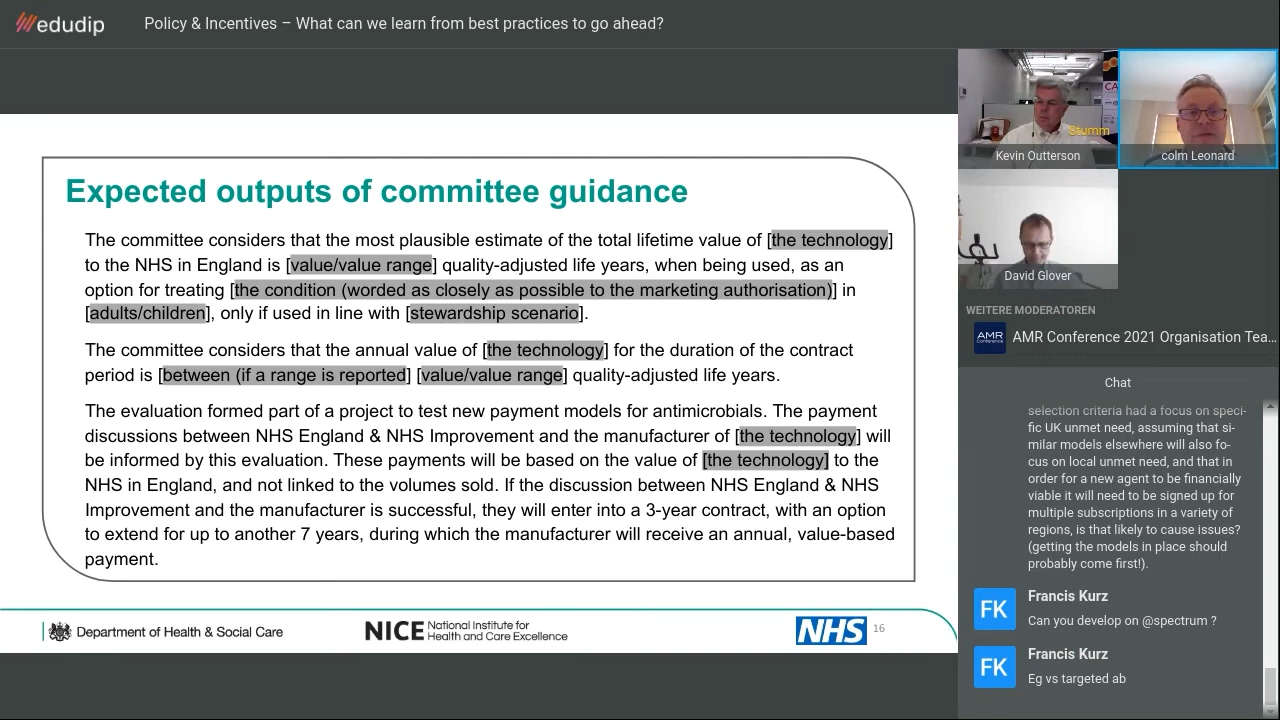 edudip
Policy & Incentives – What can we learn from best practices to go ahead?
Expected outputs of committee guidance
The committee considers that the most plausible estimate of the total lifetime value of [the technology]
to the NHS in England is [value/value range] quality-adjusted life years, when being used, as an
option for treating [the condition (worded as closely as possible to the marketing authorisation)] in
[adults/children], only if used in line with [stewardship scenario].
The committee considers that the annual value of [the technology] for the duration of the contract
period is [between (if a range is reported] [value/value range] quality-adjusted life years.
The evaluation formed part of a project to test new payment models for antimicrobials. The payment
discussions between NHS England & NHS Improvement and the manufacturer of [the technology] will
be informed by this evaluation. These payments will be based on the value of [the technology] to the
NHS in England, and not linked to the volumes sold. If the discussion between NHS England & NHS
Improvement and the manufacturer is successful, they will enter into a 3-year contract, with an option
to extend for up to another 7 years, during which the manufacturer will receive an annual, value-based
payment.
Department of Health & Social Care
NICE National Institute for
Health and Care Excellence
NHS
16
CA
Stumm
Kevin Outterson
colm Leonard
David Glover
WEITERE MODERATOREN
AMR
Conference
AMR Conference 2021 Organisation Tea...
Chat
selection criteria had a focus on speci-
fic UK unmet need, assuming that si-
milar models elsewhere will also fo-
cus on local unmet need, and that in
order for a new agent to be financially
viable it will need to be signed up for
multiple subscriptions in a variety of
regions, is that likely to cause issues?
(getting the models in place should
probably come first!).
FK
Francis Kurz
Can you develop on @spectrum ?
FK
Francis Kurz
Eg vs targeted ab